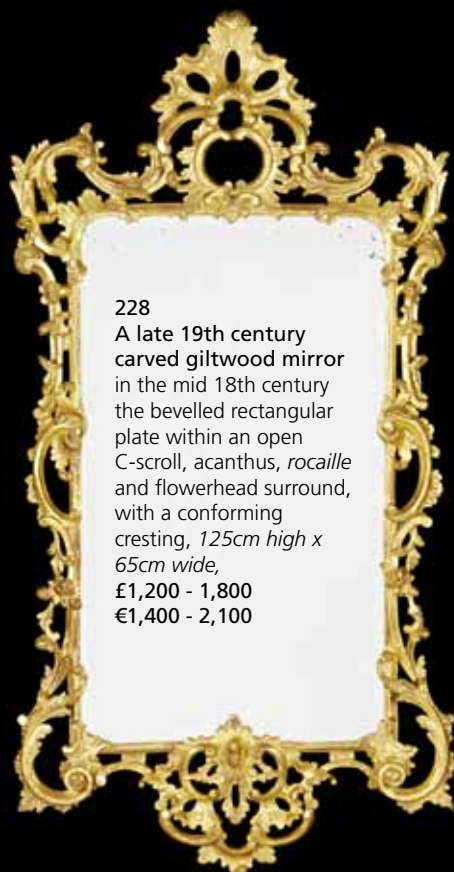 228
A late 19th century
carved giltwood mirror
in the mid 18th century
the bevelled rectangular
plate within an open
C-scroll, acanthus, rocaille
and flowerhead surround,
with a conforming
cresting, 125cm high x
65cm wide,
£1,200 - 1,800
€1,400 - 2,100